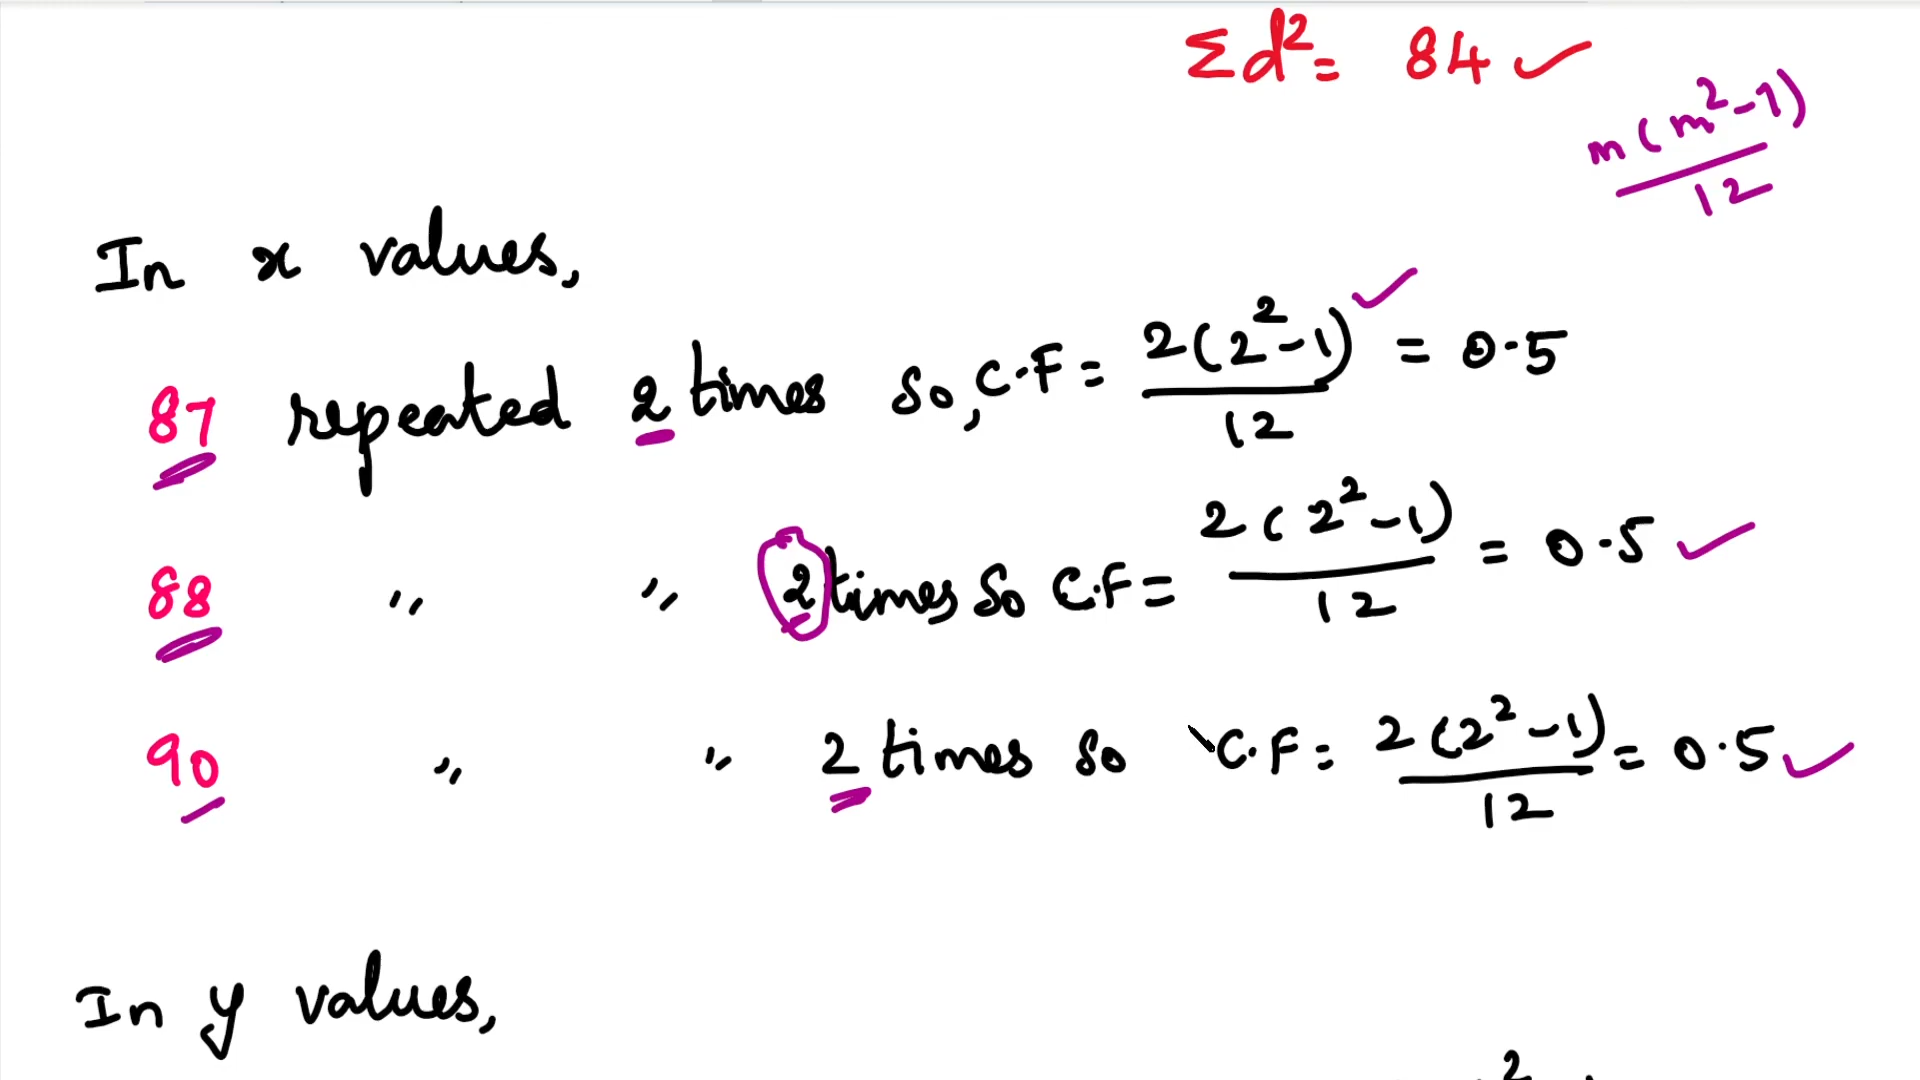 Σd² = 84 ✓
m(m²-1)/12
In x values,
87 repeated 2 times so, C.F = 2(2²-1)/12 = 0.5
88 " " 2 times so C.F = 2(2²-1)/12 = 0.5 ✓
90 " " 2 times so C.F = 2(2²-1)/12 = 0.5 ✓
In y values,
2